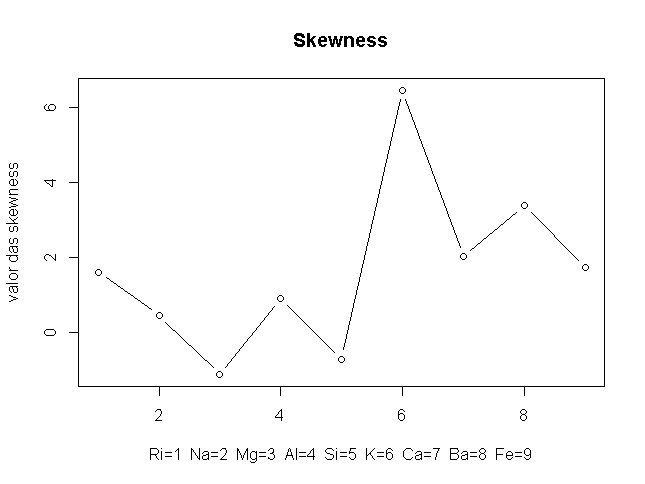 Skewness
valor das skewness
6
4
2
0
2 4 6 8
Ri=1 Na=2 Mg=3 Al=4 Si=5 K=6 Ca=7 Ba=8 Fe=9